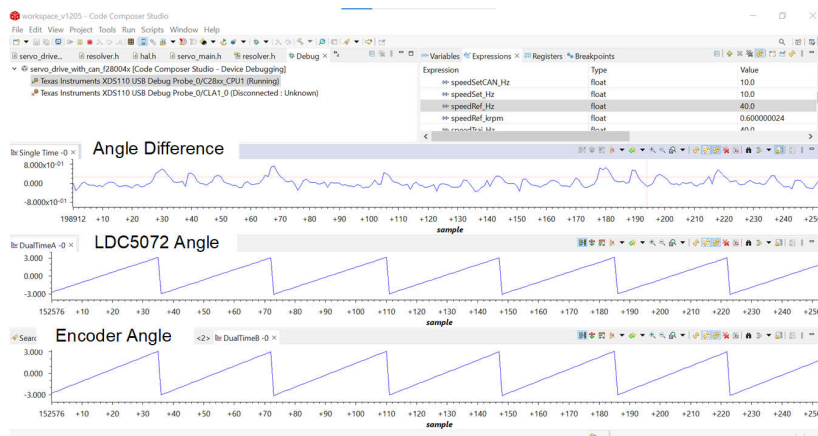 workspace_v1205 - Code Composer Studio
File Edit View Project Tools Run Scripts Window Help
servo_drive... resolver.h hal.h servo_main.h resolver.h Debug
servo_drive_with_can_f28004x [Code Composer Studio - Device Debugging]
Texas Instruments XDS110 USB Debug Probe_0/C28xx_CPU1 (Running)
Texas Instruments XDS110 USB Debug Probe_0/CLA1_0 (Disconnected : Unknown)
Variables Expressions Registers Breakpoints
Expression Type Value
speedSetCAN_Hz float 10.0
speedSet_Hz float 10.0
speedRef_Hz float 40.0
speedRef_krpm float 0.600000024
speedTraj_Hz float 40.0
Single Time -0 Angle Difference
8.000x10-01
0.000
-8.000x10-01
198912 +10 +20 +30 +40 +50 +60 +70 +80 +90 +100 +110 +120 +130 +140 +150 +160 +170 +180 +190 +200 +210 +220 +230 +240 +250
sample
DualTimeA -0 LDC5072 Angle
3.000
0.000
-3.000
152576 +10 +20 +30 +40 +50 +60 +70 +80 +90 +100 +110 +120 +130 +140 +150 +160 +170 +180 +190 +200 +210 +220 +230 +240 +250
sample
Searc Encoder Angle <2> DualTimeB -0
3.000
0.000
-3.000
152576 +10 +20 +30 +40 +50 +60 +70 +80 +90 +100 +110 +120 +130 +140 +150 +160 +170 +180 +190 +200 +210 +220 +230 +240 +250
sample